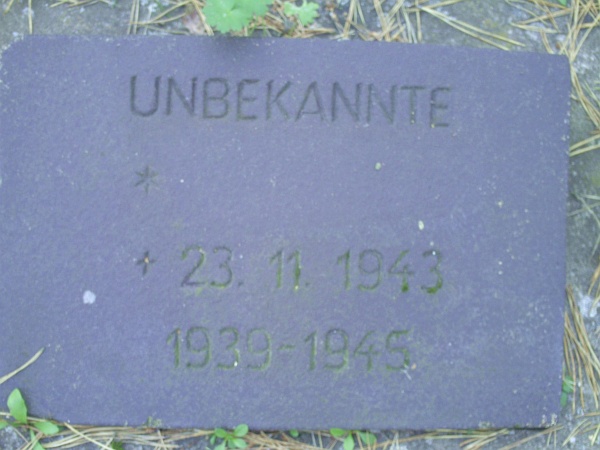 UNBEKANNTE
*
† 23. 11. 1943
1939-1945